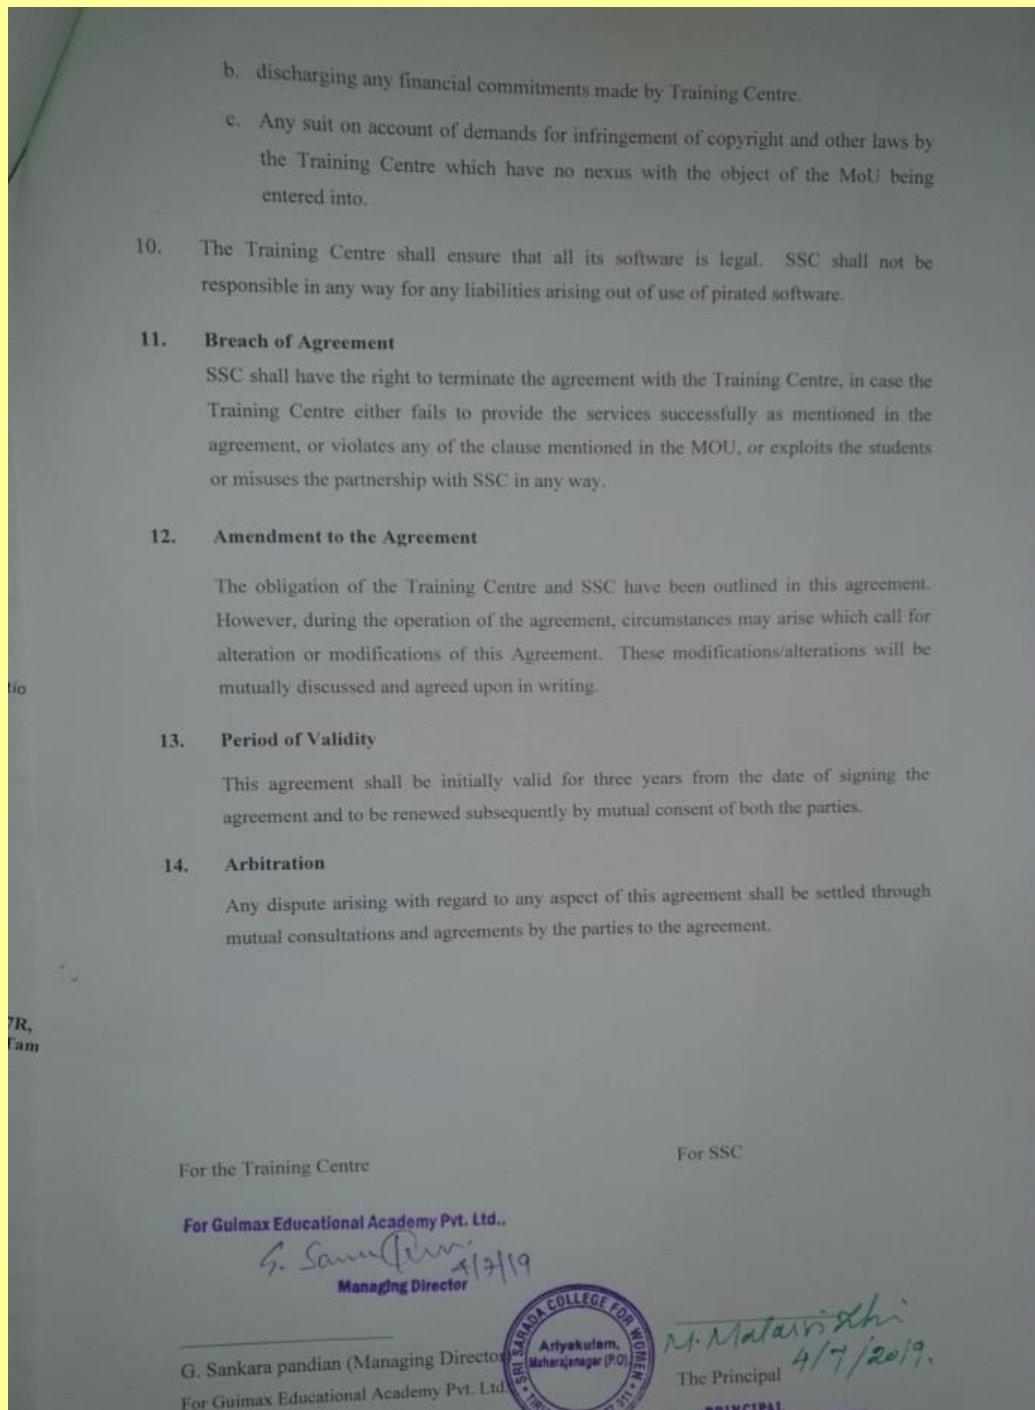 b. discharging any financial commitments made by Training Centre.
c. Any suit on account of demands for infringement of copyright and other laws by
the Training Centre which have no nexus with the object of the MoU being
entered into.
10. The Training Centre shall ensure that all its software is legal. SSC shall not be
responsible in any way for any liabilities arising out of use of pirated software.
11. Breach of Agreement
SSC shall have the right to terminate the agreement with the Training Centre, in case the
Training Centre either fails to provide the services successfully as mentioned in the
agreement, or violates any of the clause mentioned in the MOU, or exploits the students
or misuses the partnership with SSC in any way.
12. Amendment to the Agreement
The obligation of the Training Centre and SSC have been outlined in this agreement.
However, during the operation of the agreement, circumstances may arise which call for
alteration or modifications of this Agreement. These modifications/alterations will be
tio
mutually discussed and agreed upon in writing.
13. Period of Validity
This agreement shall be initially valid for three years from the date of signing the
agreement and to be renewed subsequently by mutual consent of both the parties.
14. Arbitration
Any dispute arising with regard to any aspect of this agreement shall be settled through
mutual consultations and agreements by the parties to the agreement.
7R,
Tam
For the Training Centre
For SSC
For Guimax Educational Academy Pvt. Ltd.,
4/7/19
Managing Director
G. Sankara pandian (Managing Director
For Guimax Educational Academy Pvt. Ltd.
SRI SARADA COLLEGE FOR WOMEN
Ariyakulam,
Maharajanagar (P.O)
311
4/7/2019.
The Principal
PRINCIPAL